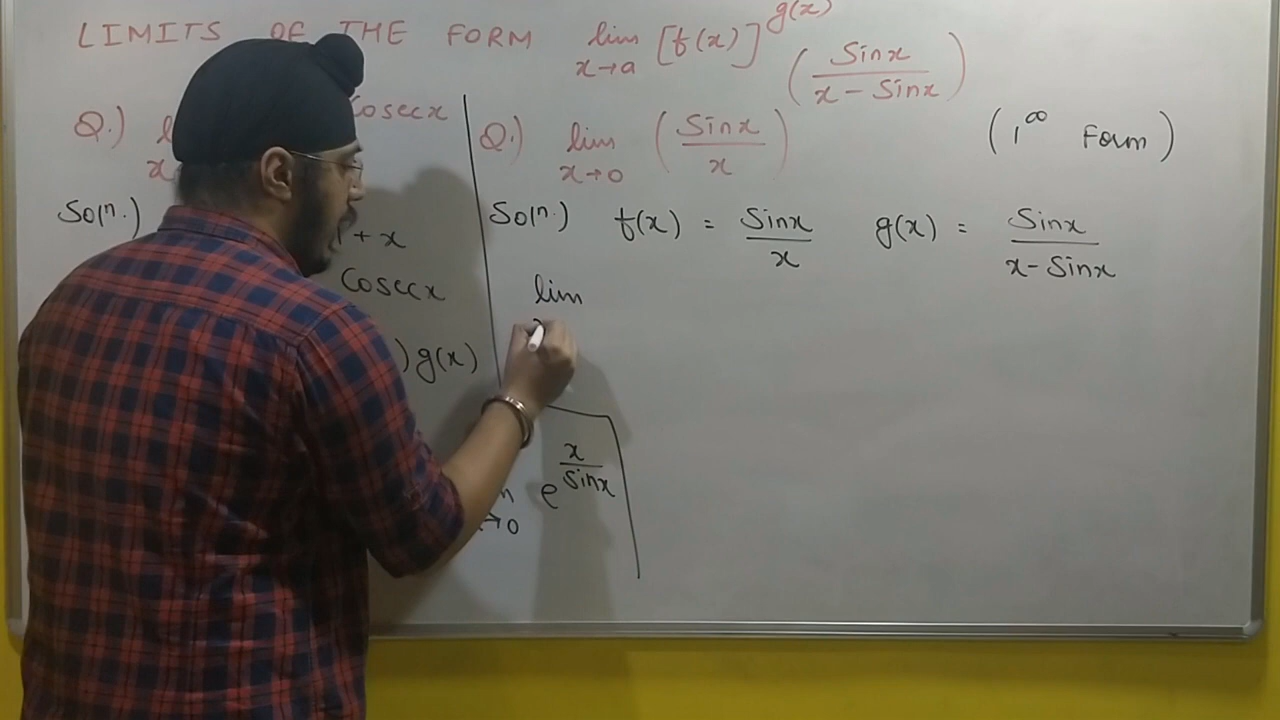 LIMITS OF THE FORM lim x→a [f(x)]^g(x)
Q.) Cosecx
x
Soln.)
+ x
Cosecx
) g(x)
→0 e^(x/Sinx)
Q.) lim x→0 (Sinx/x)^(Sinx/(x-Sinx))
(1^∞ Form)
Soln.) f(x) = Sinx/x g(x) = Sinx/(x-Sinx)
lim